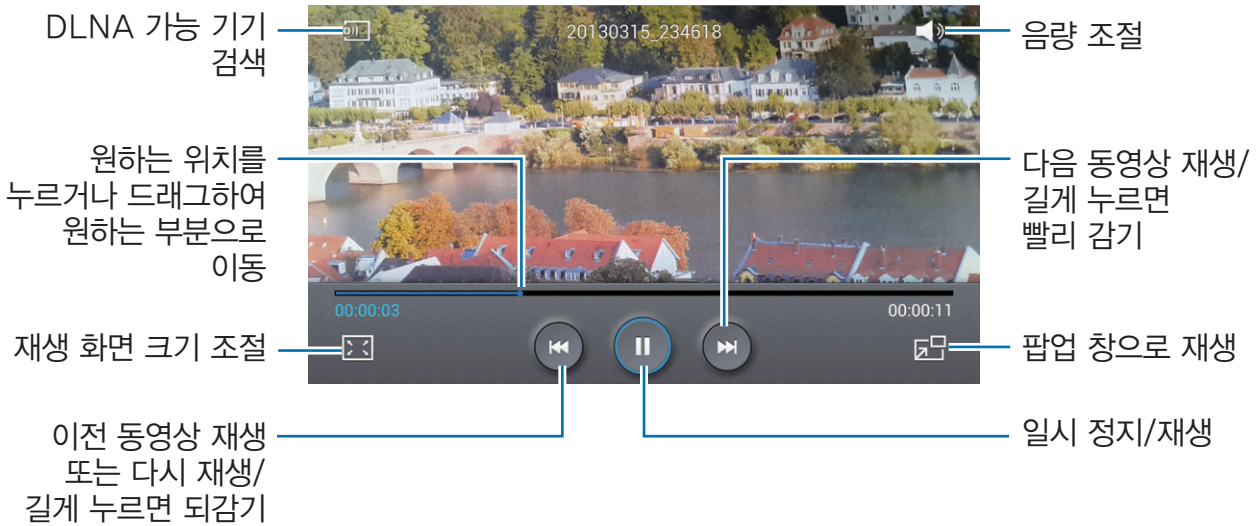 DLNA 가능 기기
검색
원하는 위치를
누르거나 드래그하여
원하는 부분으로
이동
재생 화면 크기 조절
이전 동영상 재생
또는 다시 재생/
길게 누르면 되감기
20130315_234618
00:00:03
00:00:11
음량 조절
다음 동영상 재생/
길게 누르면
빨리 감기
팝업 창으로 재생
일시 정지/재생